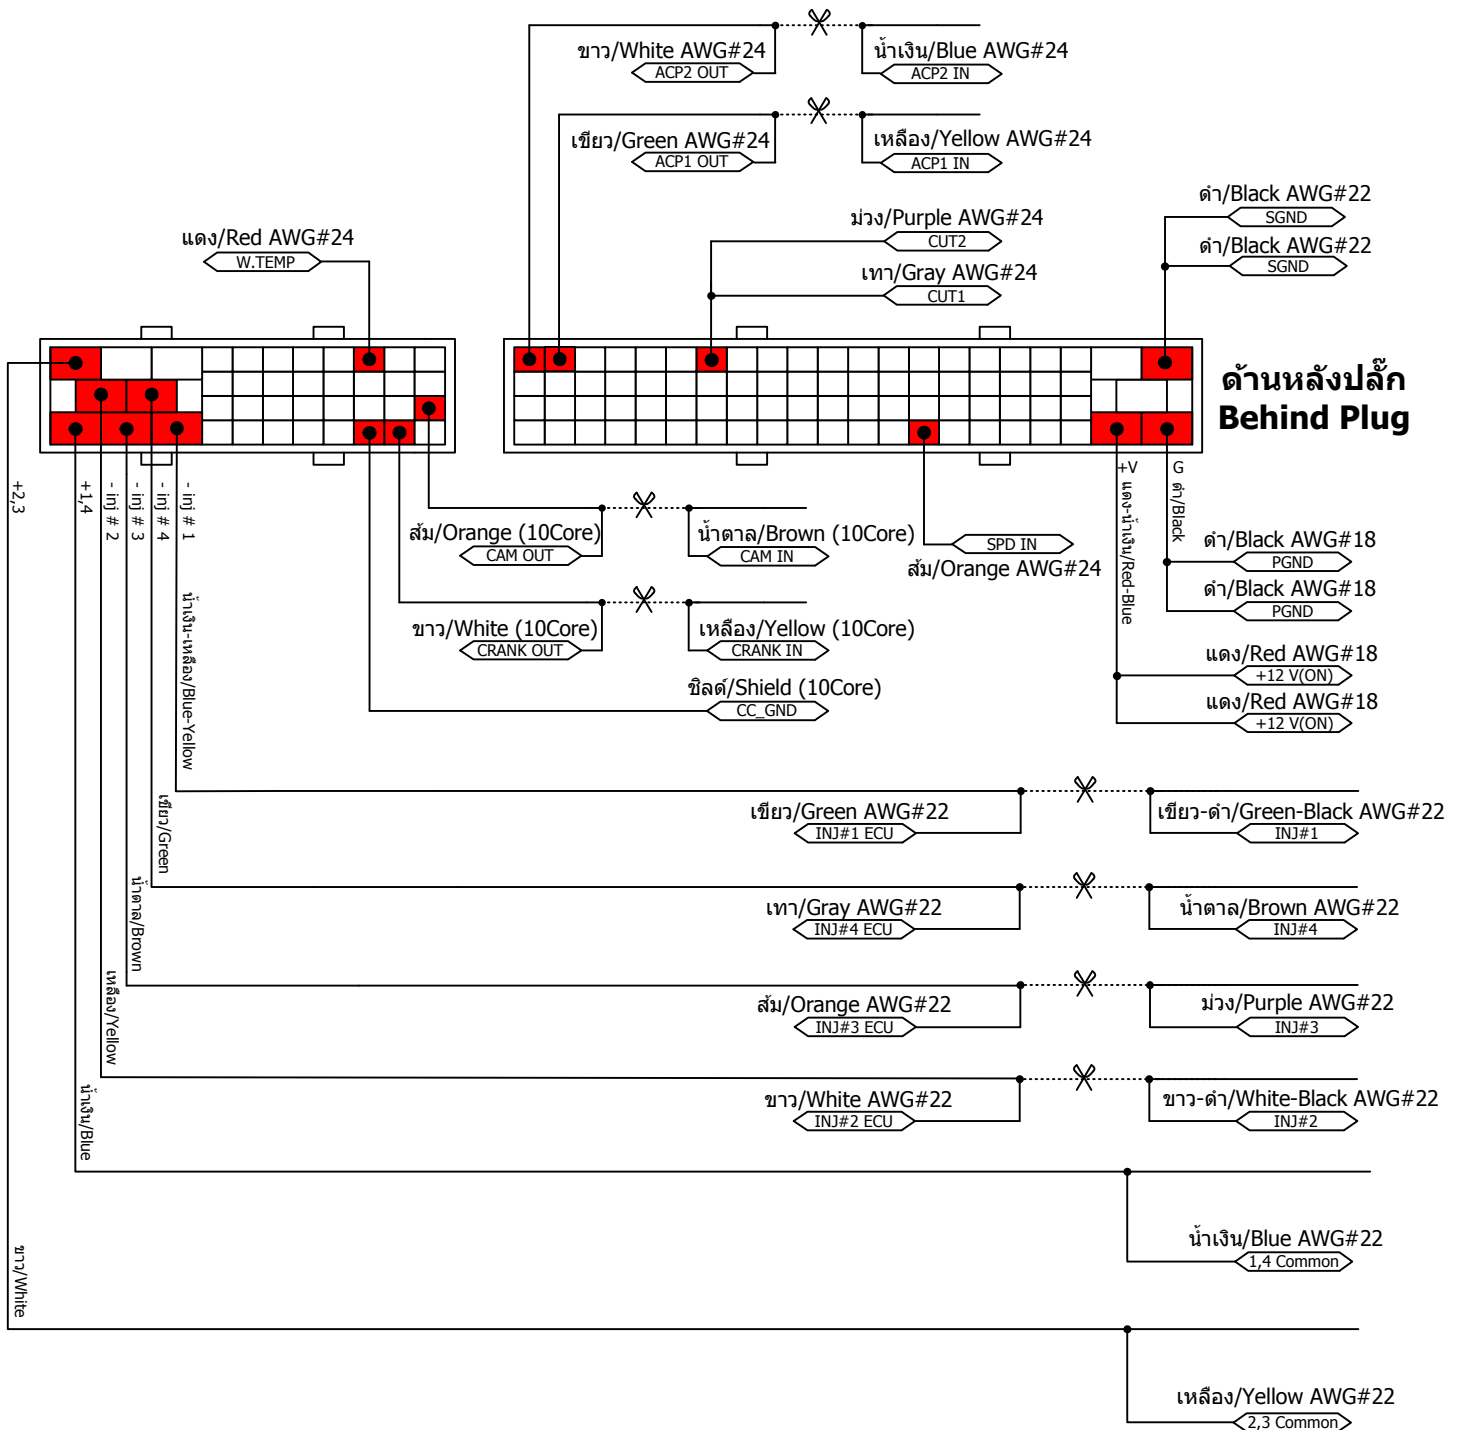 ขาว/White AWG#24
ACP2 OUT
น้ำเงิน/Blue AWG#24
ACP2 IN
เขียว/Green AWG#24
ACP1 OUT
เหลือง/Yellow AWG#24
ACP1 IN
ดำ/Black AWG#22
SGND
ม่วง/Purple AWG#24
CUT2
ดำ/Black AWG#22
SGND
แดง/Red AWG#24
W.TEMP
เทา/Gray AWG#24
CUT1
ด้านหลังปลั๊ก
Behind Plug
+2,3
+1,4
- inj # 2
- inj # 3
- inj # 4
- inj # 1
+V
G
แดง-น้ำเงิน/Red-Blue
ดำ/Black
ส้ม/Orange (10Core)
CAM OUT
น้ำตาล/Brown (10Core)
CAM IN
SPD IN
ส้ม/Orange AWG#24
ดำ/Black AWG#18
PGND
ดำ/Black AWG#18
PGND
ขาว/White (10Core)
CRANK OUT
เหลือง/Yellow (10Core)
CRANK IN
แดง/Red AWG#18
+12 V(ON)
แดง/Red AWG#18
+12 V(ON)
ชิลด์/Shield (10Core)
CC_GND
น้ำเงิน-เหลือง/Blue-Yellow
เขียว/Green
น้ำตาล/Brown
เหลือง/Yellow
น้ำเงิน/Blue
ขาว/White
เขียว/Green AWG#22
INJ#1 ECU
เขียว-ดำ/Green-Black AWG#22
INJ#1
เทา/Gray AWG#22
INJ#4 ECU
น้ำตาล/Brown AWG#22
INJ#4
ส้ม/Orange AWG#22
INJ#3 ECU
ม่วง/Purple AWG#22
INJ#3
ขาว/White AWG#22
INJ#2 ECU
ขาว-ดำ/White-Black AWG#22
INJ#2
น้ำเงิน/Blue AWG#22
1,4 Common
เหลือง/Yellow AWG#22
2,3 Common